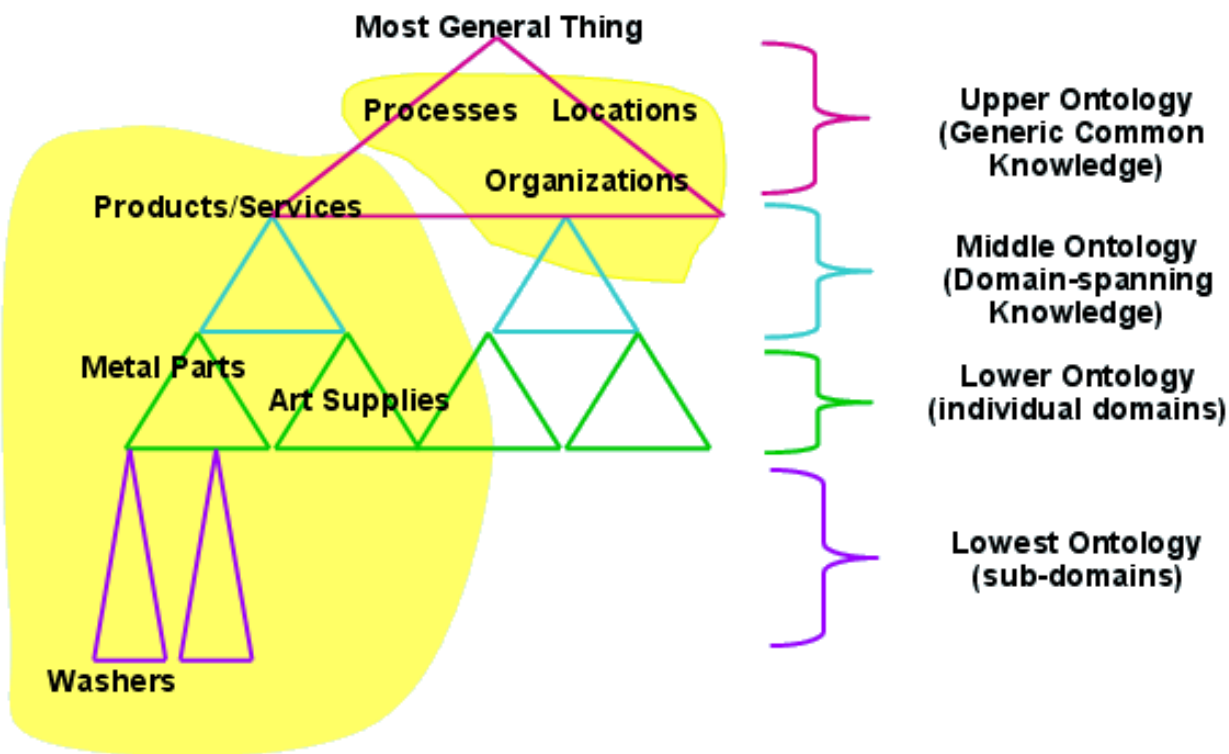 Most General Thing
Processes
Locations
Organizations
Products/Services
Metal Parts
Art Supplies
Washers
Upper Ontology
(Generic Common
Knowledge)
Middle Ontology
(Domain-spanning
Knowledge)
Lower Ontology
(individual domains)
Lowest Ontology
(sub-domains)